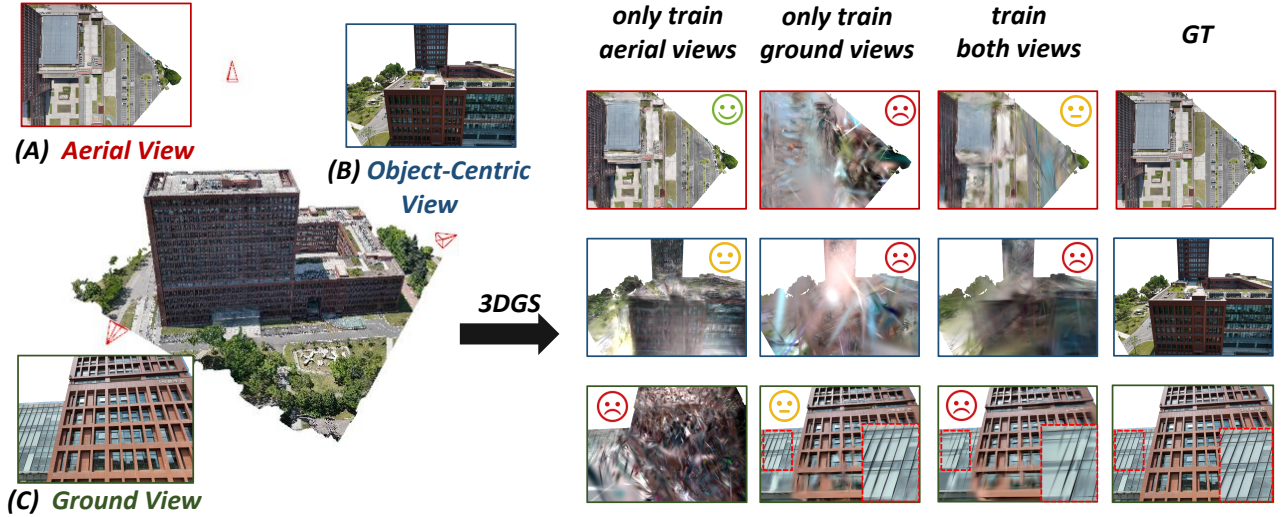 only train
aerial views
only train
ground views
train
both views
GT
(A) Aerial View
(B) Object-Centric
View
3DGS
(C) Ground View